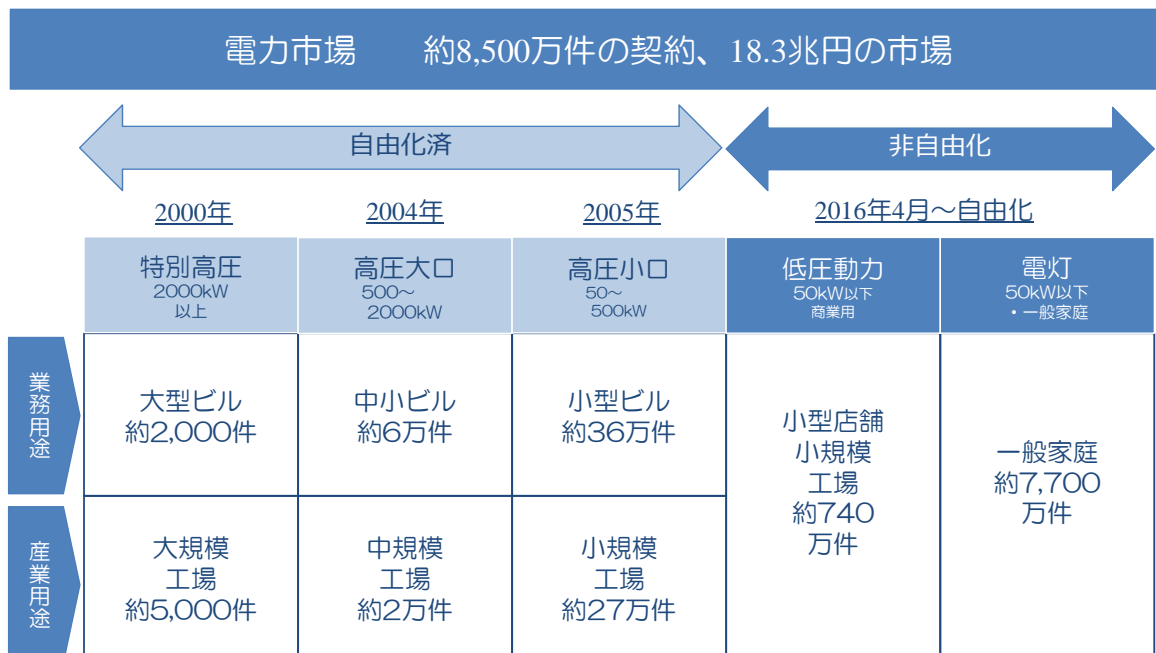 電力市場　　約8,500万件の契約、18.3兆円の市場
自由化済
非自由化
2000年
2004年
2005年
2016年4月～自由化
特別高圧
2000kW
以上
高圧大口
500～
2000kW
高圧小口
50～
500kW
低圧動力
50kW以下
商業用
電灯
50kW以下
・一般家庭
業務用途
大型ビル
約2,000件
中小ビル
約6万件
小型ビル
約36万件
小型店舗
小規模
工場
約740
万件
一般家庭
約7,700
万件
産業用途
大規模
工場
約5,000件
中規模
工場
約2万件
小規模
工場
約27万件